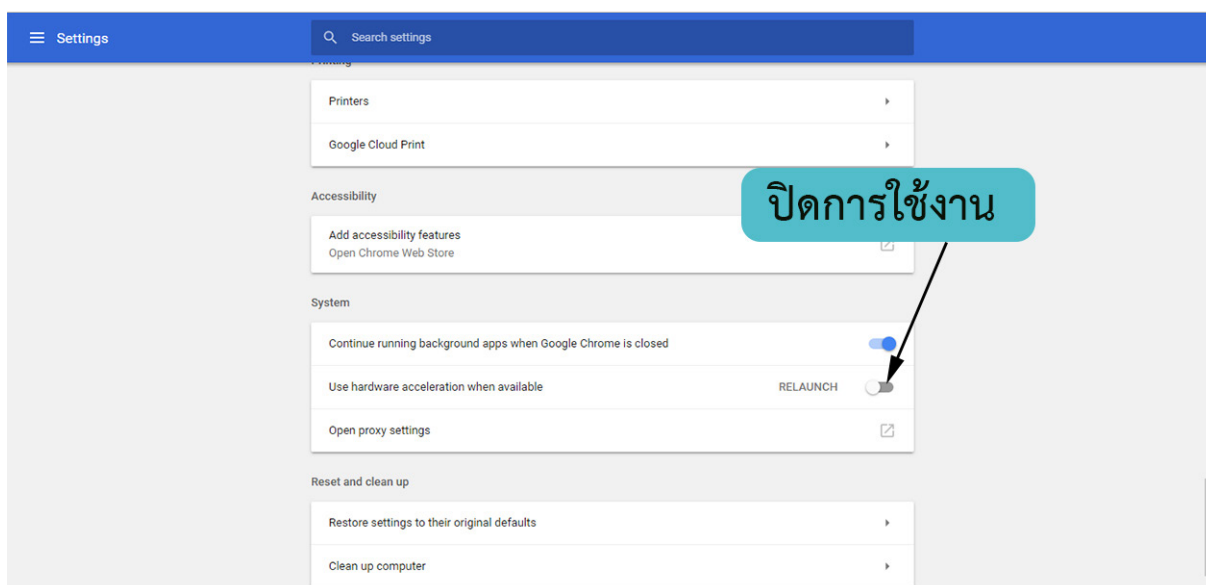 Settings
Search settings
Printing
Printers
Google Cloud Print
Accessibility
ปิดการใช้งาน
Add accessibility features
Open Chrome Web Store
System
Continue running background apps when Google Chrome is closed
Use hardware acceleration when available RELAUNCH
Open proxy settings
Reset and clean up
Restore settings to their original defaults
Clean up computer